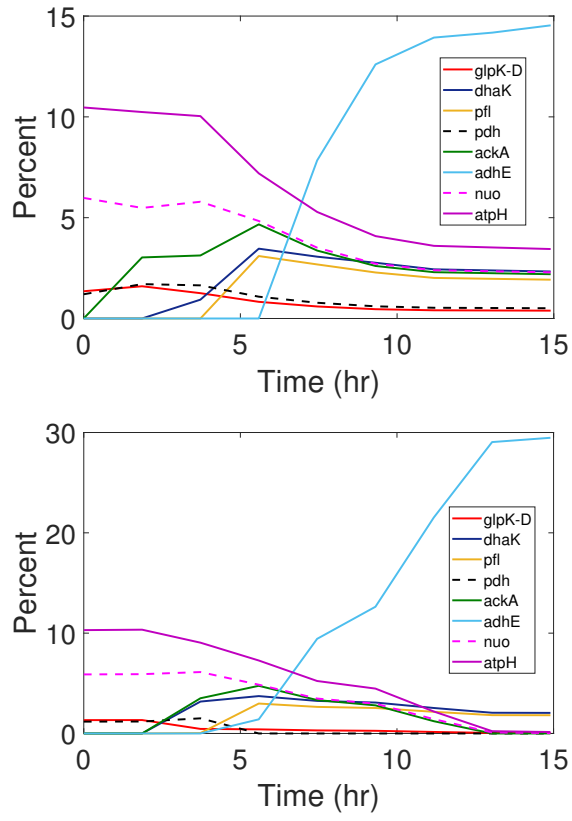 15
10
5
0
Percent
glpK-D
dhaK
pfl
pdh
ackA
adhE
nuo
atpH
0 5 10 15
Time (hr)
30
20
10
0
Percent
glpK-D
dhaK
pfl
pdh
ackA
adhE
nuo
atpH
0 5 10 15
Time (hr)